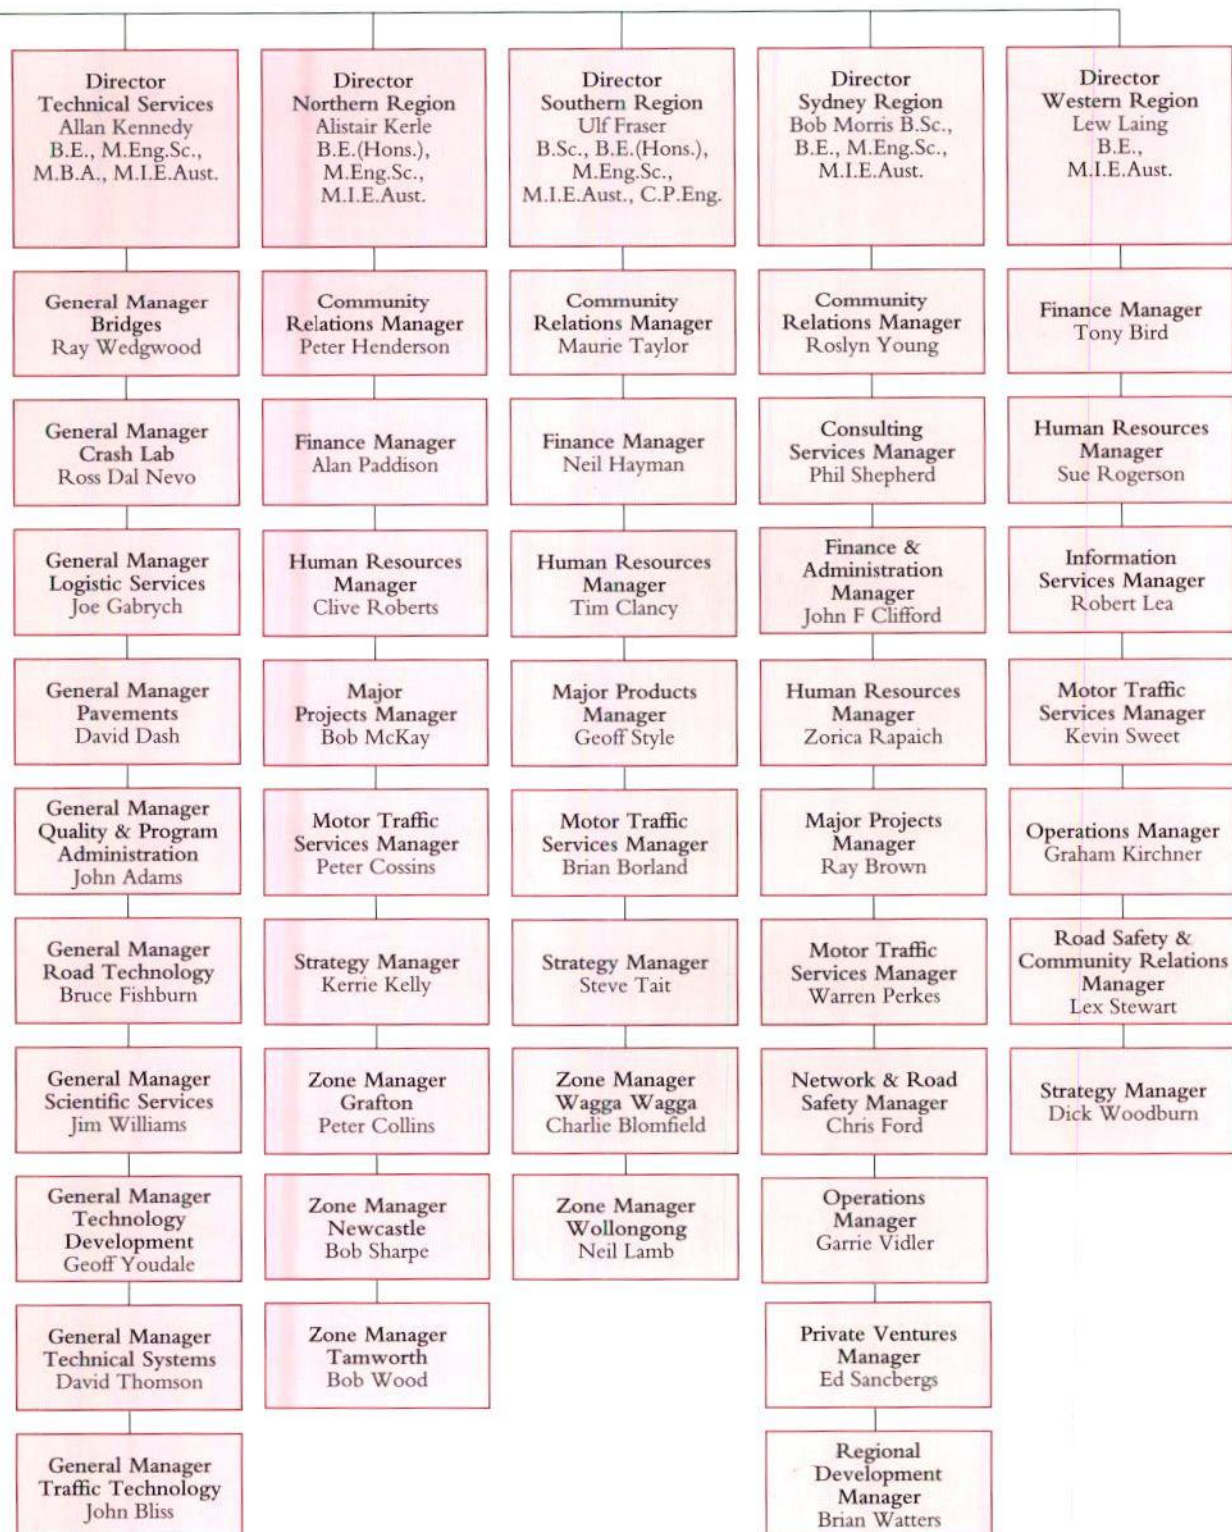 Director
Technical Services
Allan Kennedy
B.E., M.Eng.Sc.,
M.B.A., M.I.E.Aust.
General Manager
Bridges
Ray Wedgwood
General Manager
Crash Lab
Ross Dal Nevo
General Manager
Logistic Services
Joe Gabrych
General Manager
Pavements
David Dash
General Manager
Quality & Program
Administration
John Adams
General Manager
Road Technology
Bruce Fishburn
General Manager
Scientific Services
Jim Williams
General Manager
Technology
Development
Geoff Youdale
General Manager
Technical Systems
David Thomson
General Manager
Traffic Technology
John Bliss
Director
Northern Region
Alistair Kerle
B.E.(Hons.),
M.Eng.Sc.,
M.I.E.Aust.
Community
Relations Manager
Peter Henderson
Finance Manager
Alan Paddison
Human Resources
Manager
Clive Roberts
Major
Projects Manager
Bob McKay
Motor Traffic
Services Manager
Peter Cossins
Strategy Manager
Kerrie Kelly
Zone Manager
Grafton
Peter Collins
Zone Manager
Newcastle
Bob Sharpe
Zone Manager
Tamworth
Bob Wood
Director
Southern Region
Ulf Fraser
B.Sc., B.E.(Hons.),
M.Eng.Sc.,
M.I.E.Aust., C.P.Eng.
Community
Relations Manager
Maurie Taylor
Finance Manager
Neil Hayman
Human Resources
Manager
Tim Clancy
Major Products
Manager
Geoff Style
Motor Traffic
Services Manager
Brian Borland
Strategy Manager
Steve Tait
Zone Manager
Wagga Wagga
Charlie Blomfield
Zone Manager
Wollongong
Neil Lamb
Director
Sydney Region
Bob Morris B.Sc.,
B.E., M.Eng.Sc.,
M.I.E.Aust.
Community
Relations Manager
Roslyn Young
Consulting
Services Manager
Phil Shepherd
Finance &
Administration
Manager
John F Clifford
Human Resources
Manager
Zorica Rapaich
Major Projects
Manager
Ray Brown
Motor Traffic
Services Manager
Warren Perkes
Network & Road
Safety Manager
Chris Ford
Operations
Manager
Garrie Vidler
Private Ventures
Manager
Ed Sancbergs
Regional
Development
Manager
Brian Watters
Director
Western Region
Lew Laing
B.E.,
M.I.E.Aust.
Finance Manager
Tony Bird
Human Resources
Manager
Sue Rogerson
Information
Services Manager
Robert Lea
Motor Traffic
Services Manager
Kevin Sweet
Operations Manager
Graham Kirchner
Road Safety &
Community Relations
Manager
Lex Stewart
Strategy Manager
Dick Woodburn